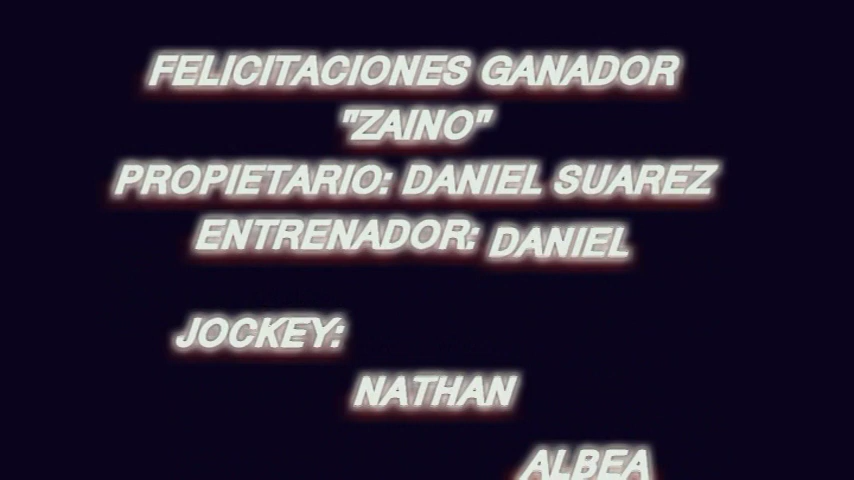 FELICITACIONES GANADOR
"ZAINO"
PROPIETARIO: DANIEL SUAREZ
ENTRENADOR: DANIEL
JOCKEY:
NATHAN
ALBEA